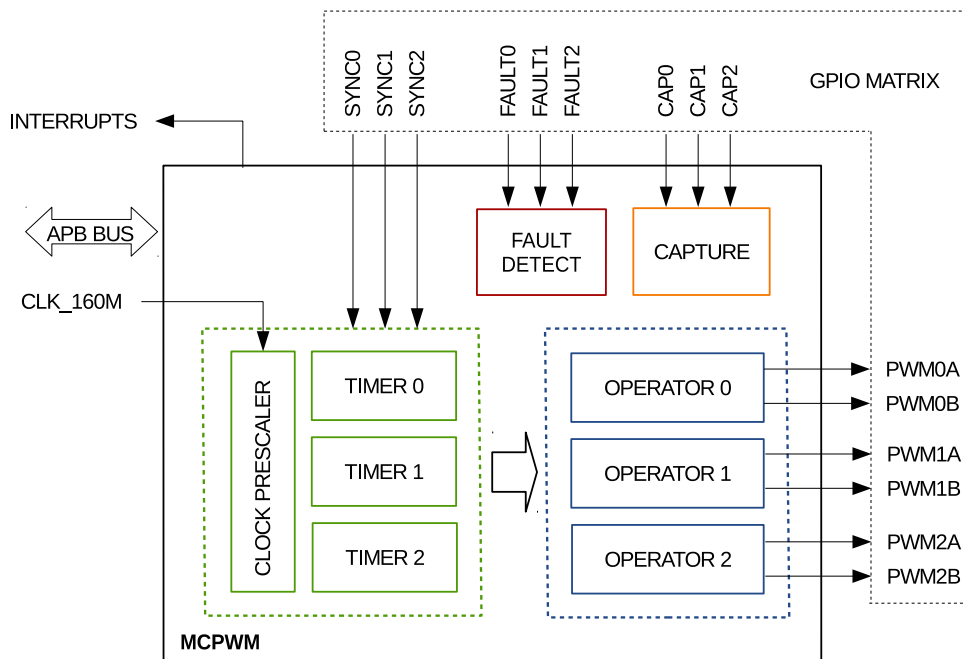 SYNC0
SYNC1
SYNC2
FAULT0
FAULT1
FAULT2
CAP0
CAP1
CAP2
GPIO MATRIX
INTERRUPTS
APB BUS
FAULT
DETECT
CAPTURE
CLK_160M
CLOCK PRESCALER
TIMER 0
TIMER 1
TIMER 2
OPERATOR 0
OPERATOR 1
OPERATOR 2
PWM0A
PWM0B
PWM1A
PWM1B
PWM2A
PWM2B
MCPWM